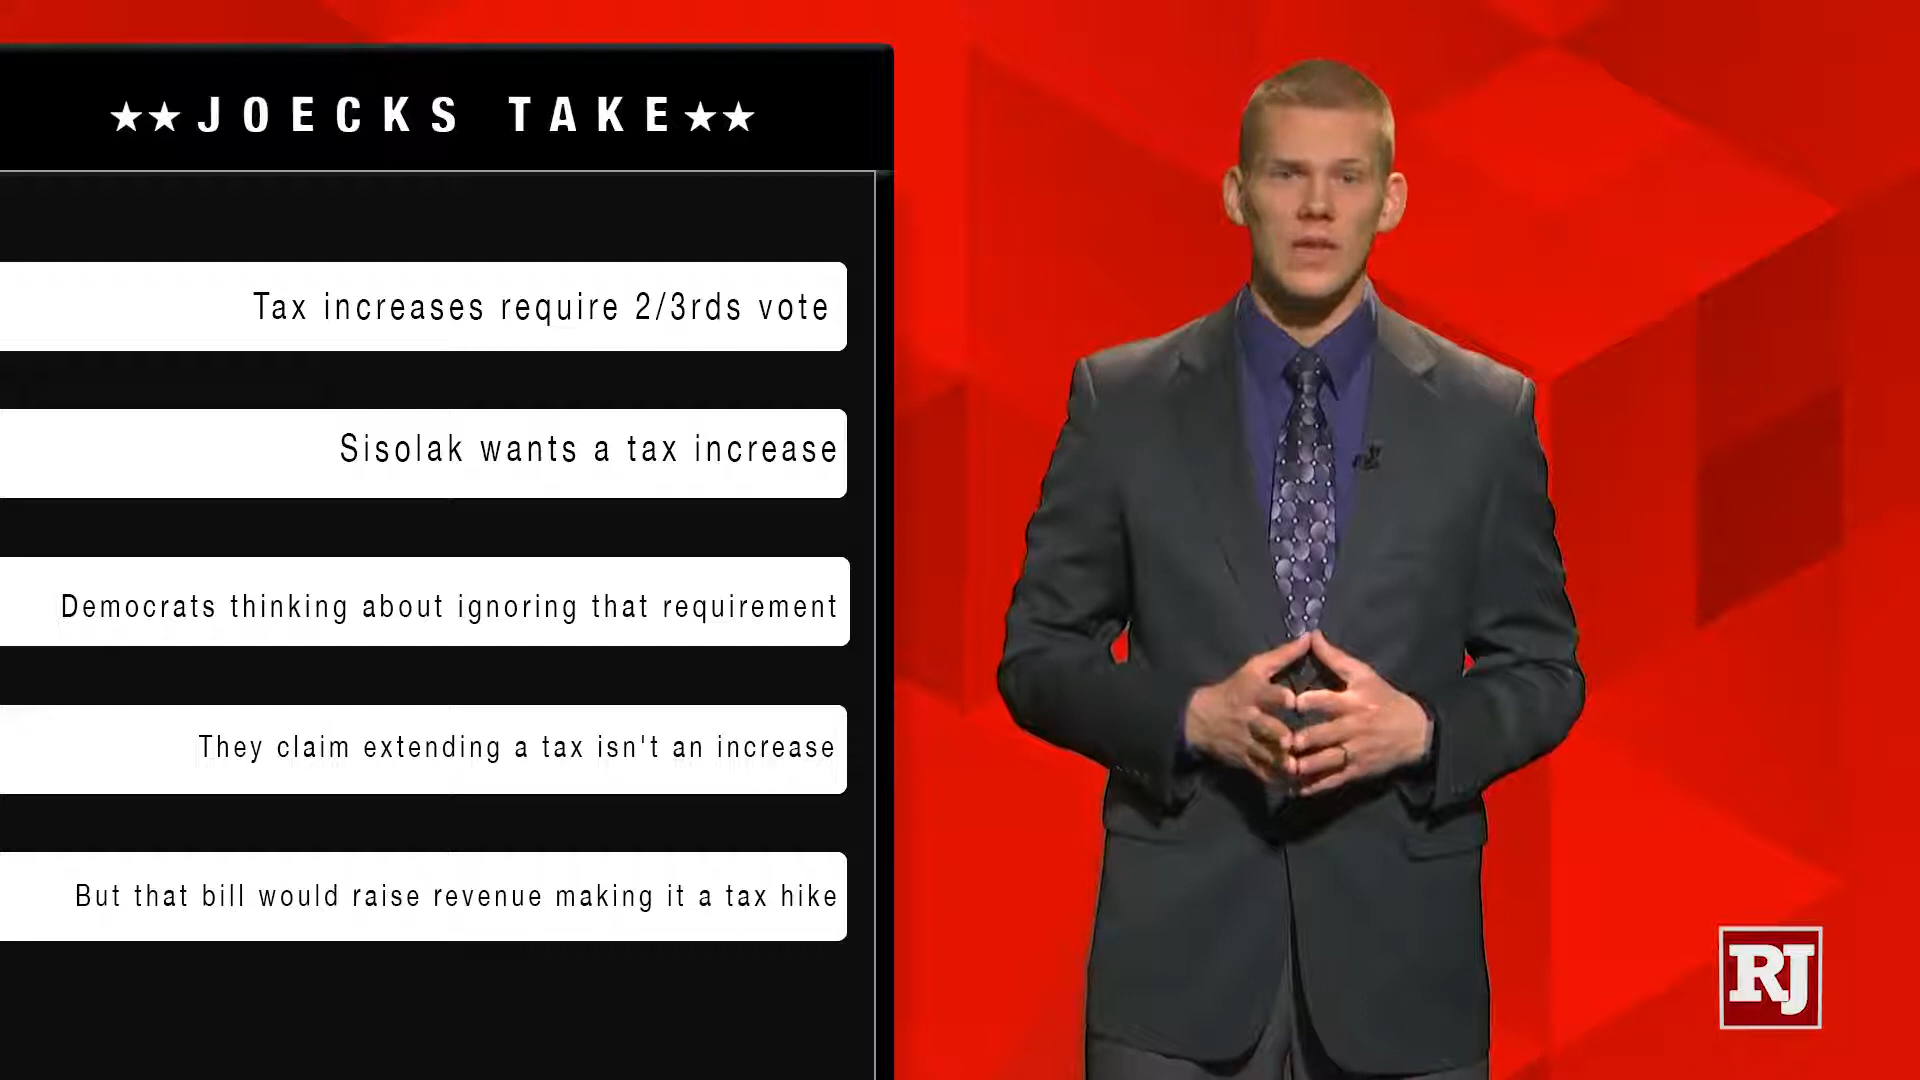 ★★JOECKS TAKE★★
Tax increases require 2/3rds vote
Sisolak wants a tax increase
Democrats thinking about ignoring that requirement
They claim extending a tax isn't an increase
But that bill would raise revenue making it a tax hike
RJ